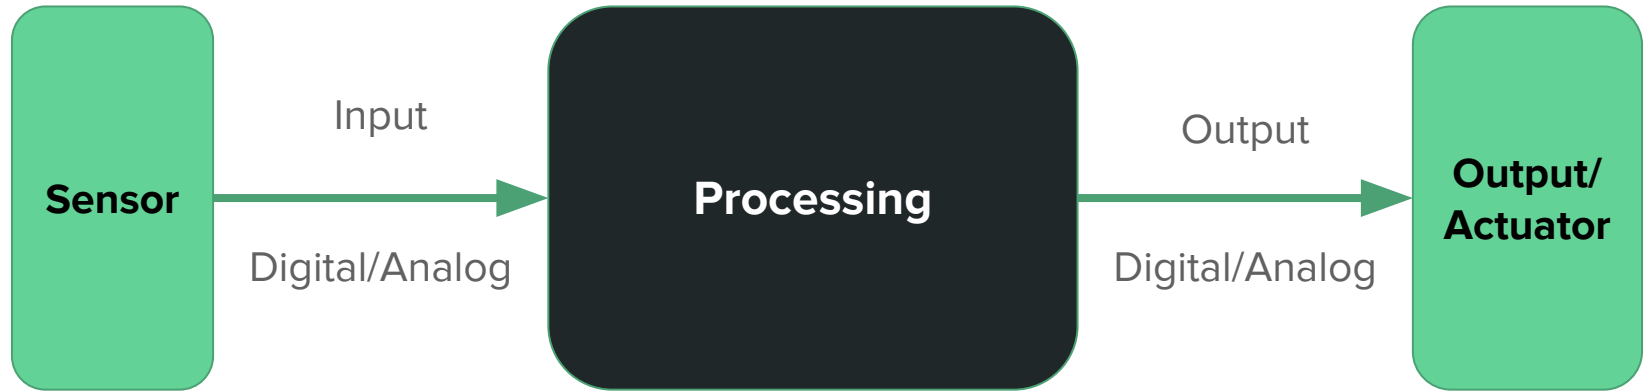 Sensor
Input
Digital/Analog
Processing
Output
Digital/Analog
Output/
Actuator